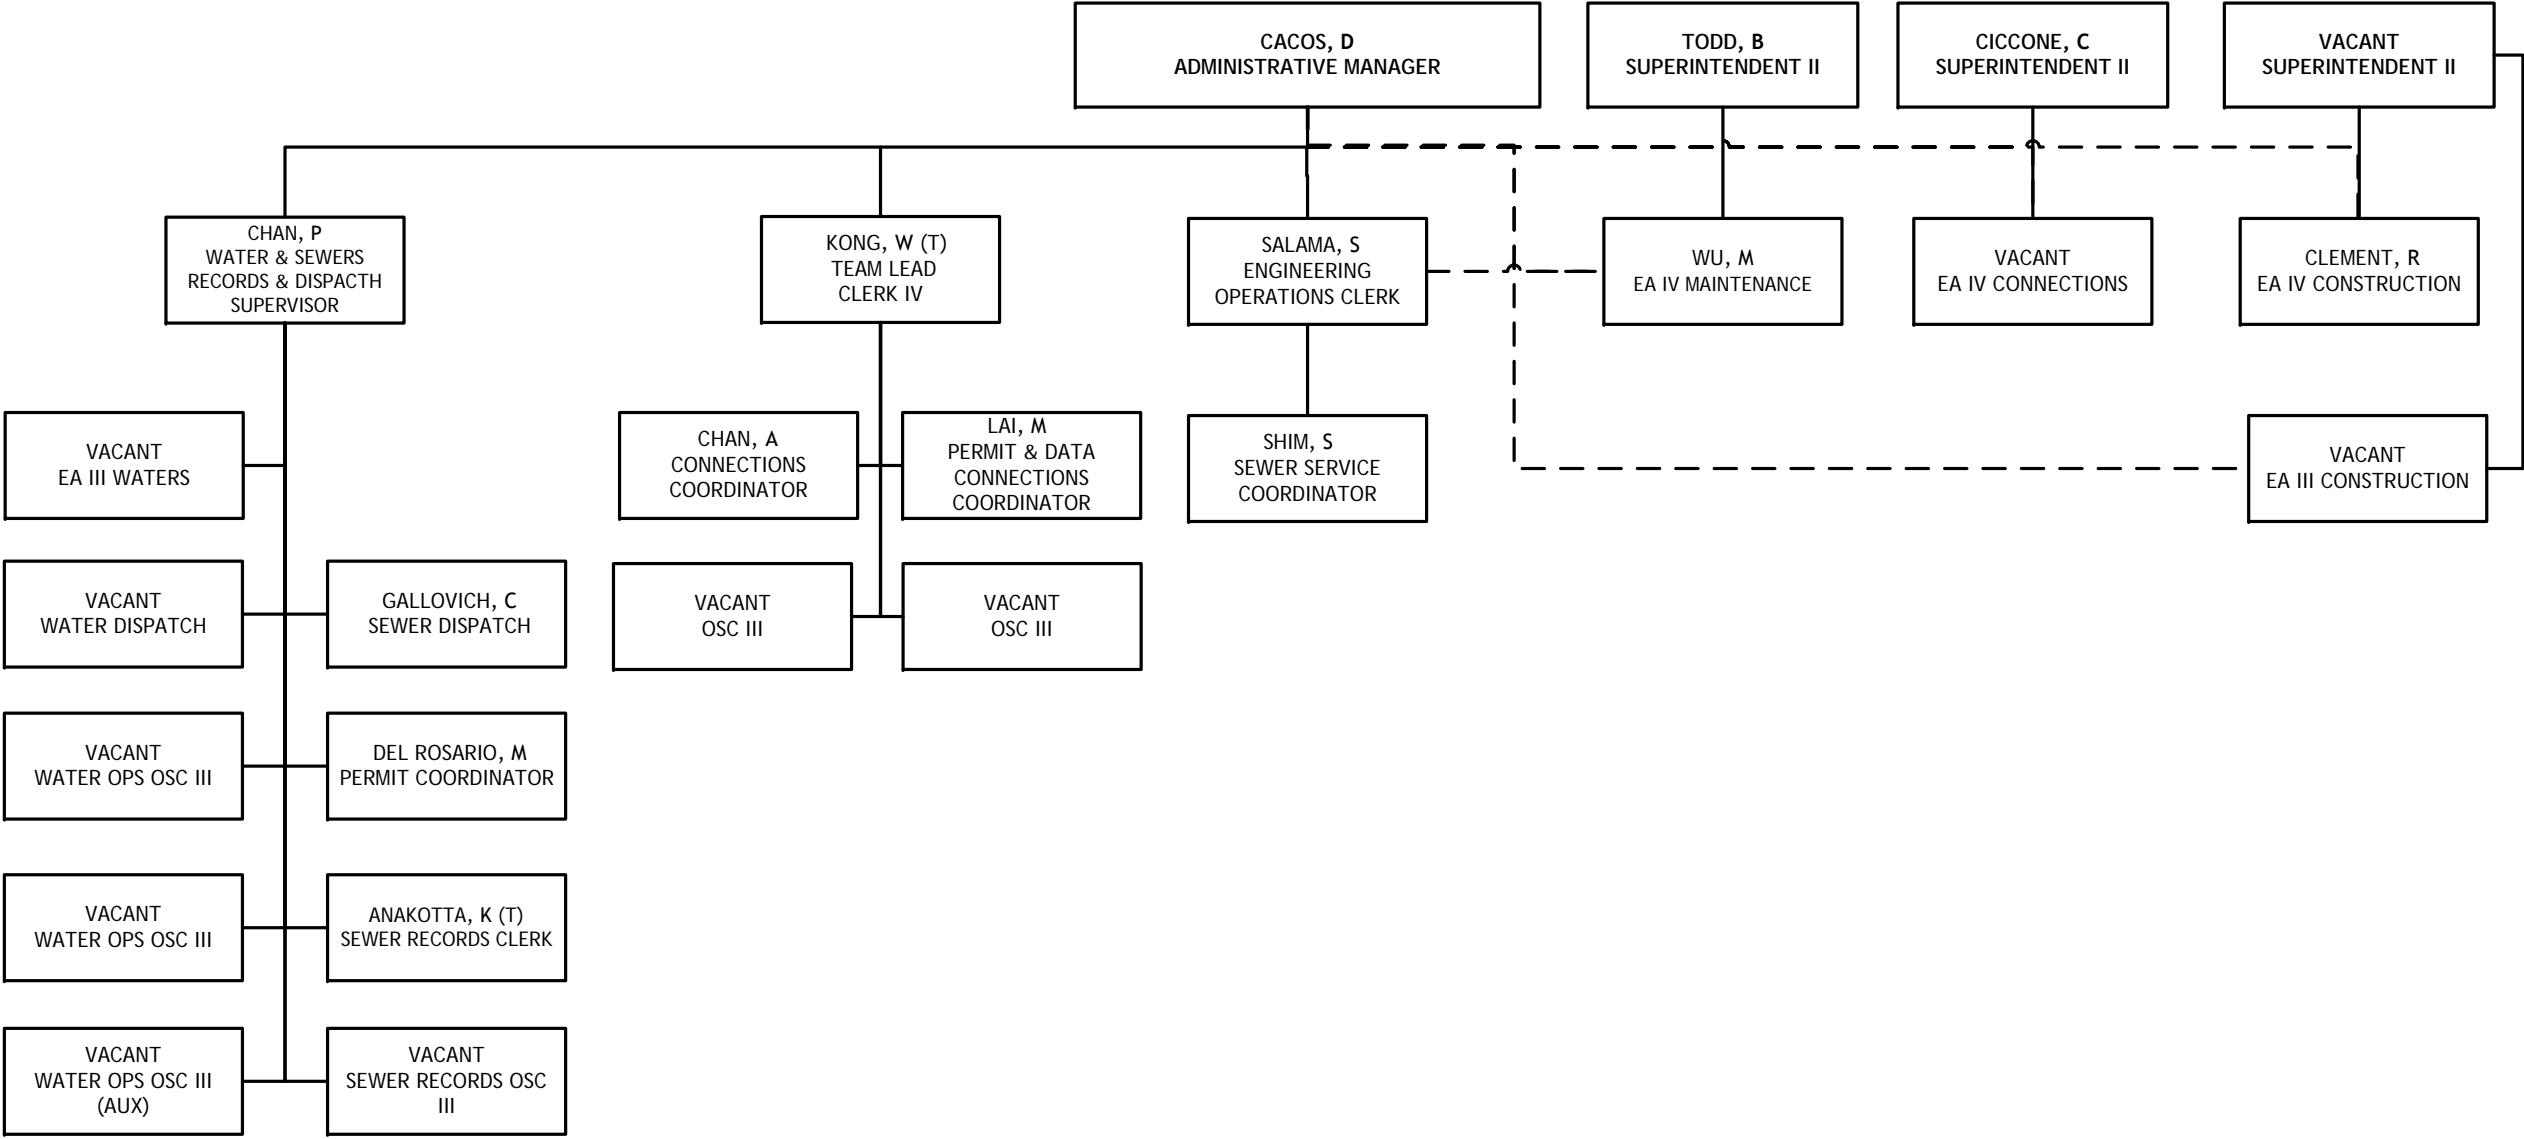 CACOS, D
ADMINISTRATIVE MANAGER
TODD, B
SUPERINTENDENT II
CICCONE, C
SUPERINTENDENT II
VACANT
SUPERINTENDENT II
CHAN, P
WATER & SEWERS
RECORDS & DISPACTH
SUPERVISOR
KONG, W (T)
TEAM LEAD
CLERK IV
SALAMA, S
ENGINEERING
OPERATIONS CLERK
WU, M
EA IV MAINTENANCE
VACANT
EA IV CONNECTIONS
CLEMENT, R
EA IV CONSTRUCTION
VACANT
EA III WATERS
CHAN, A
CONNECTIONS
COORDINATOR
LAI, M
PERMIT & DATA
CONNECTIONS
COORDINATOR
SHIM, S
SEWER SERVICE
COORDINATOR
VACANT
EA III CONSTRUCTION
VACANT
WATER DISPATCH
GALLOVICH, C
SEWER DISPATCH
VACANT
OSC III
VACANT
OSC III
VACANT
WATER OPS OSC III
DEL ROSARIO, M
PERMIT COORDINATOR
VACANT
WATER OPS OSC III
ANAKOTTA, K (T)
SEWER RECORDS CLERK
VACANT
WATER OPS OSC III
(AUX)
VACANT
SEWER RECORDS OSC
III